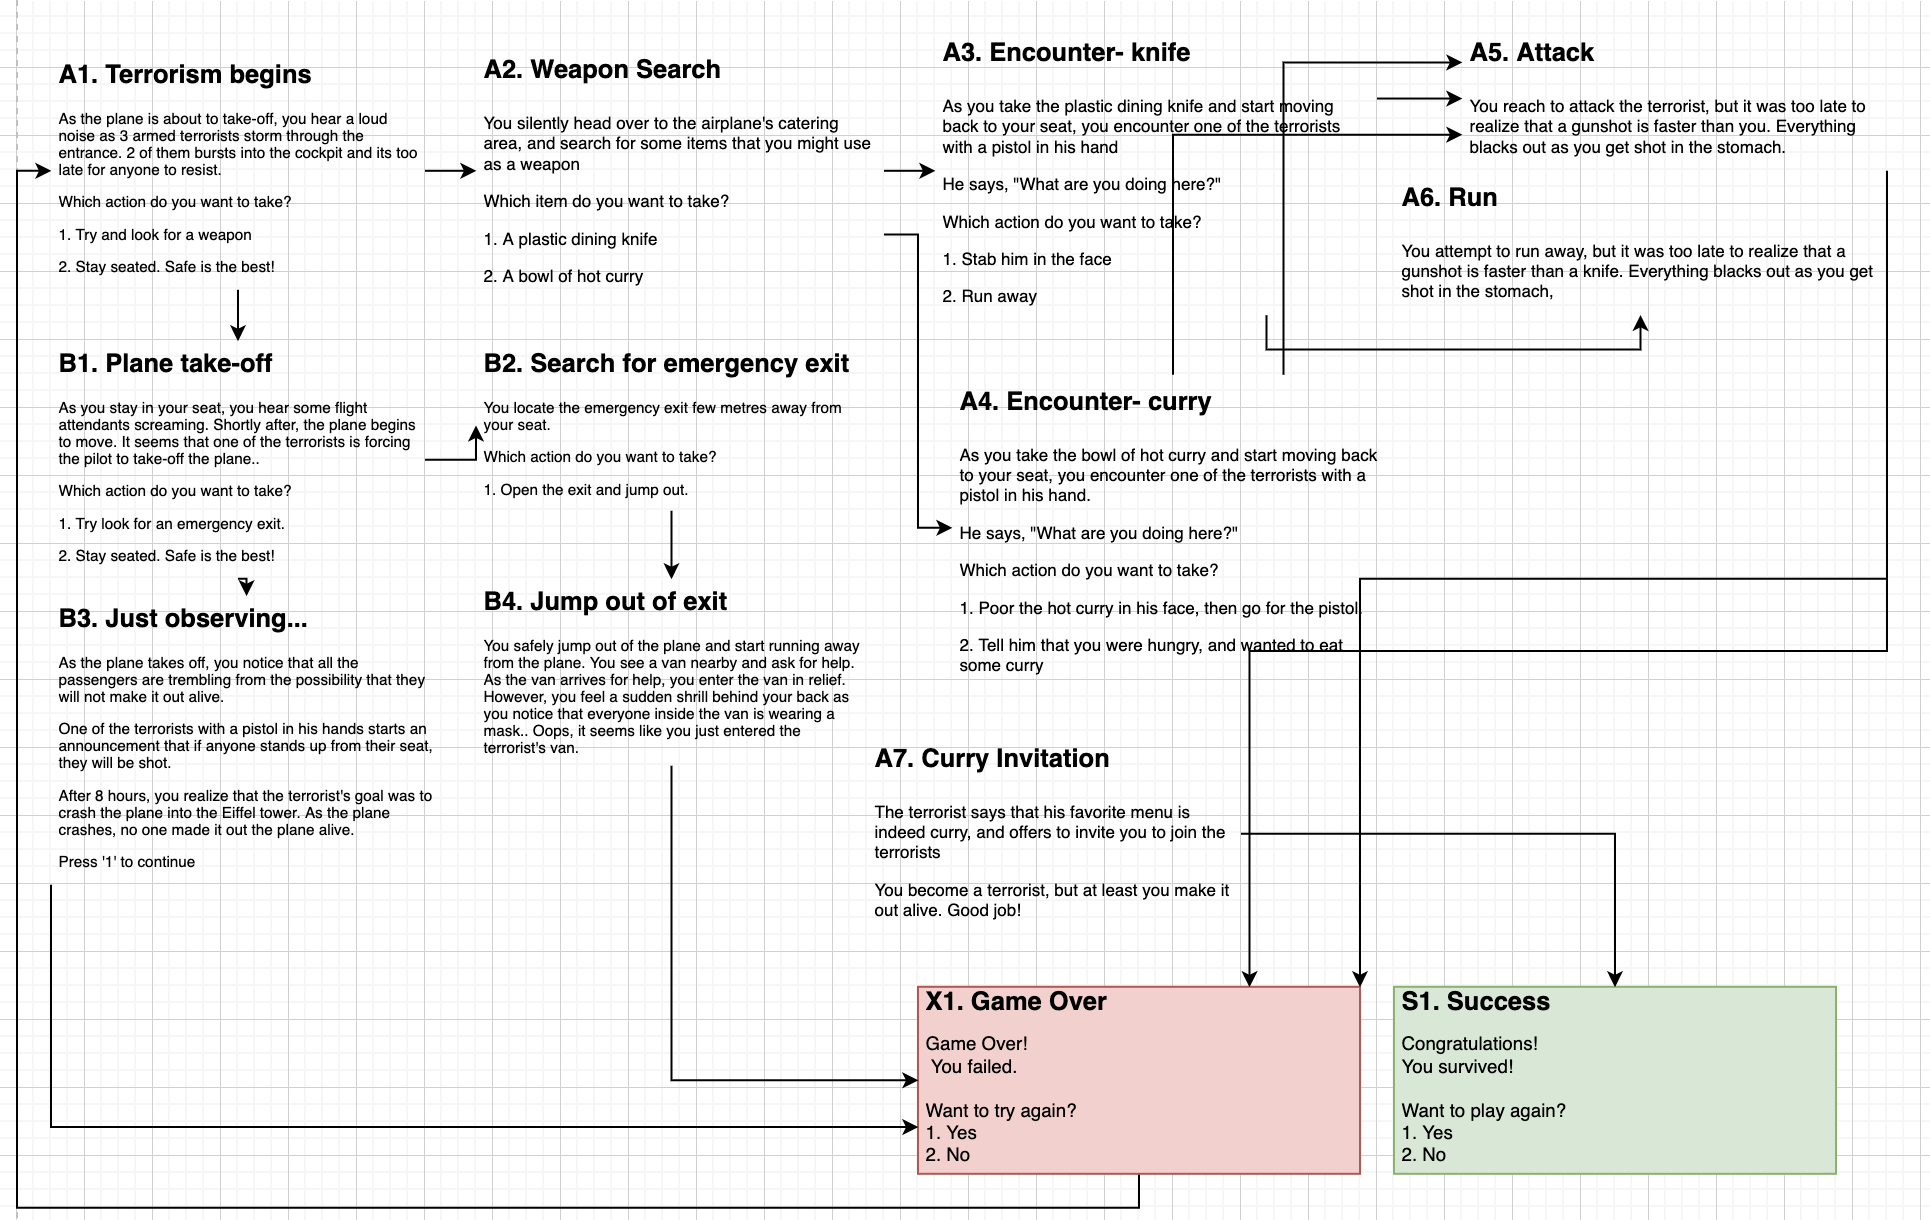 A1. Terrorism begins
As the plane is about to take-off, you hear a loud
noise as 3 armed terrorists storm through the
entrance. 2 of them bursts into the cockpit and its too
late for anyone to resist.
Which action do you want to take?
1. Try and look for a weapon
2. Stay seated. Safe is the best!
A2. Weapon Search
You silently head over to the airplane's catering
area, and search for some items that you might use
as a weapon
Which item do you want to take?
1. A plastic dining knife
2. A bowl of hot curry
A3. Encounter- knife
As you take the plastic dining knife and start moving
back to your seat, you encounter one of the terrorists
with a pistol in his hand
He says, "What are you doing here?"
Which action do you want to take?
1. Stab him in the face
2. Run away
A5. Attack
You reach to attack the terrorist, but it was too late to
realize that a gunshot is faster than you. Everything
blacks out as you get shot in the stomach.
A6. Run
You attempt to run away, but it was too late to realize that a
gunshot is faster than a knife. Everything blacks out as you get
shot in the stomach,
B1. Plane take-off
As you stay in your seat, you hear some flight
attendants screaming. Shortly after, the plane begins
to move. It seems that one of the terrorists is forcing
the pilot to take-off the plane..
Which action do you want to take?
1. Try look for an emergency exit.
2. Stay seated. Safe is the best!
B2. Search for emergency exit
You locate the emergency exit few metres away from
your seat.
Which action do you want to take?
1. Open the exit and jump out.
A4. Encounter- curry
As you take the bowl of hot curry and start moving back
to your seat, you encounter one of the terrorists with a
pistol in his hand.
He says, "What are you doing here?"
Which action do you want to take?
1. Poor the hot curry in his face, then go for the pistol.
2. Tell him that you were hungry, and wanted to eat
some curry
B3. Just observing...
As the plane takes off, you notice that all the
passengers are trembling from the possibility that they
will not make it out alive.
One of the terrorists with a pistol in his hands starts an
announcement that if anyone stands up from their seat,
they will be shot.
After 8 hours, you realize that the terrorist's goal was to
crash the plane into the Eiffel tower. As the plane
crashes, no one made it out the plane alive.
Press '1' to continue
B4. Jump out of exit
You safely jump out of the plane and start running away
from the plane. You see a van nearby and ask for help.
As the van arrives for help, you enter the van in relief.
However, you feel a sudden shrill behind your back as
you notice that everyone inside the van is wearing a
mask.. Oops, it seems like you just entered the
terrorist's van.
A7. Curry Invitation
The terrorist says that his favorite menu is
indeed curry, and offers to invite you to join the
terrorists
You become a terrorist, but at least you make it
out alive. Good job!
X1. Game Over
Game Over!
You failed.
Want to try again?
1. Yes
2. No
S1. Success
Congratulations!
You survived!
Want to play again?
1. Yes
2. No